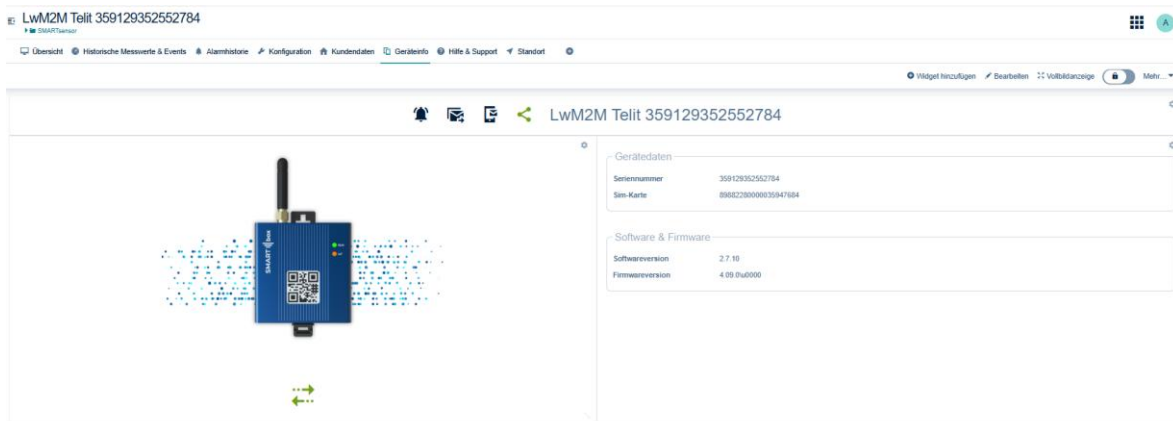 LwM2M Telit 359129352552784
SMARTsensor
A
Übersicht Historische Messwerte & Events Alarmhistorie Konfiguration Kundendaten Geräteinfo Hilfe & Support Standort
Widget hinzufügen Bearbeiten Vollbildanzeige Mehr...
LwM2M Telit 359129352552784
Gerätedaten
Seriennummer 359129352552784
Sim-Karte 89882280000035947684
Software & Firmware
Softwareversion 2.7.10
Firmwareversion 4.09.0\u0000
SMART box